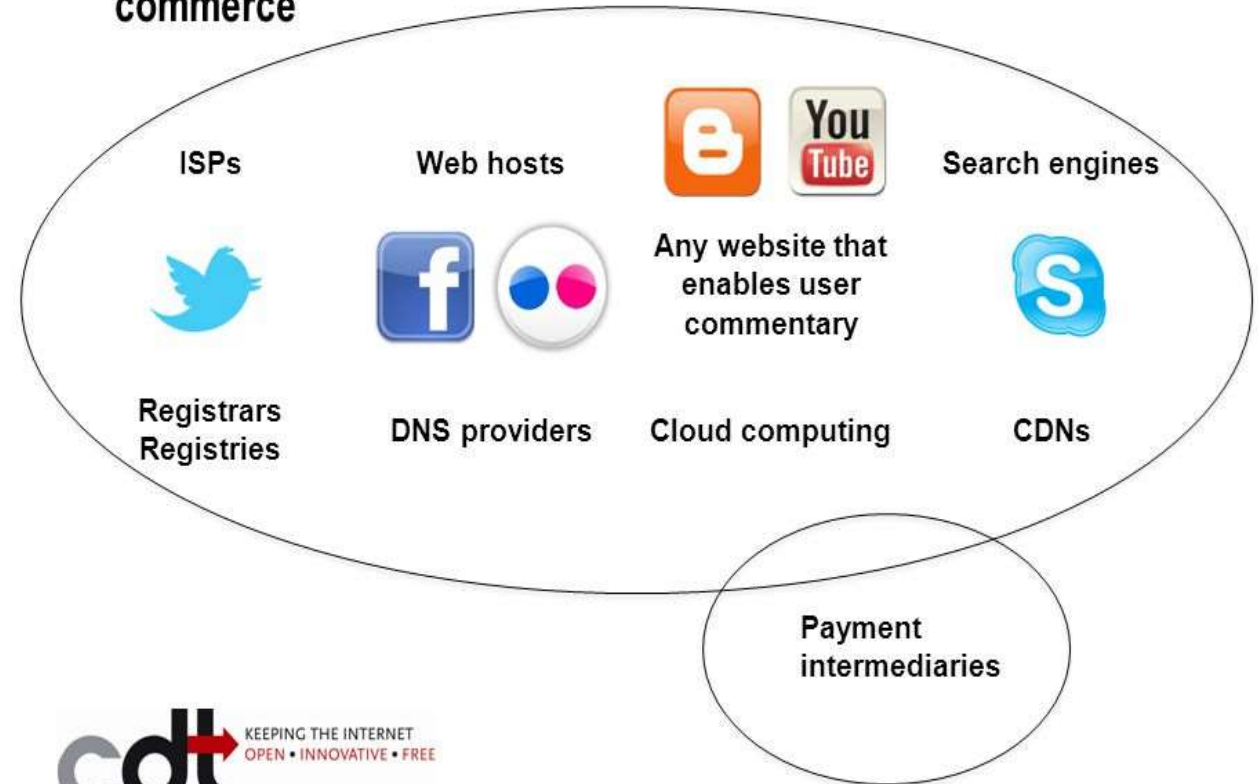 commerce
ISPs
Web hosts
You
Tube
Search engines
Any website that
enables user
commentary
Registrars
Registries
DNS providers
Cloud computing
CDNs
Payment
intermediaries
cdt
KEEPING THE INTERNET
OPEN • INNOVATIVE • FREE